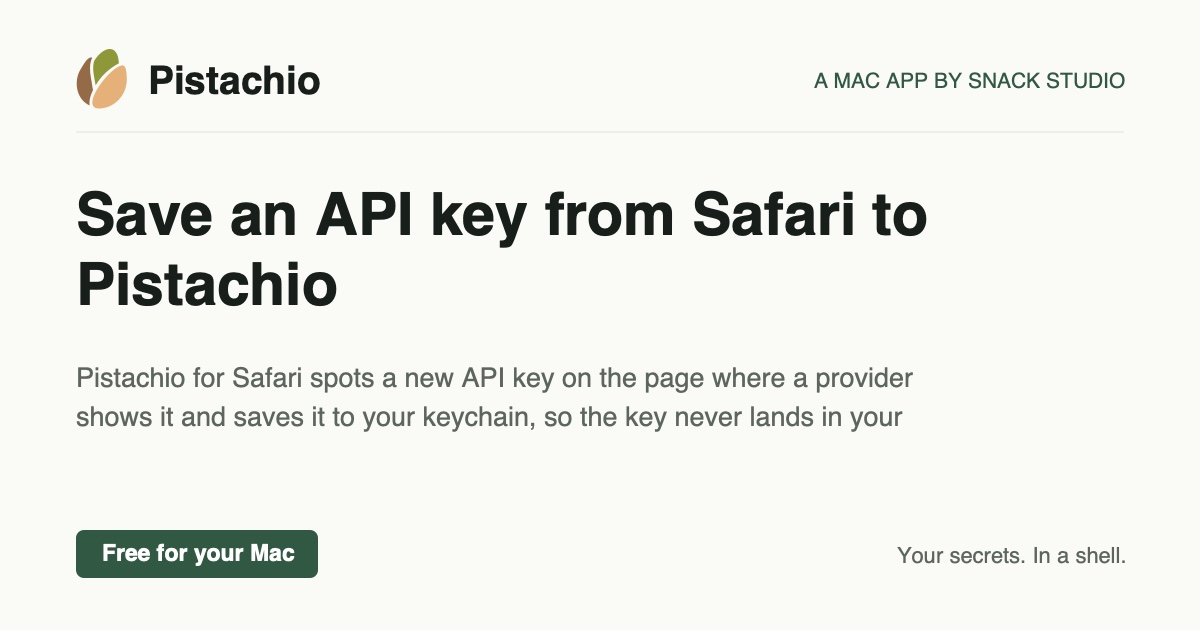 Pistachio
A MAC APP BY SNACK STUDIO
Save an API key from Safari to
Pistachio
Pistachio for Safari spots a new API key on the page where a provider
shows it and saves it to your keychain, so the key never lands in your
Free for your Mac
Your secrets. In a shell.